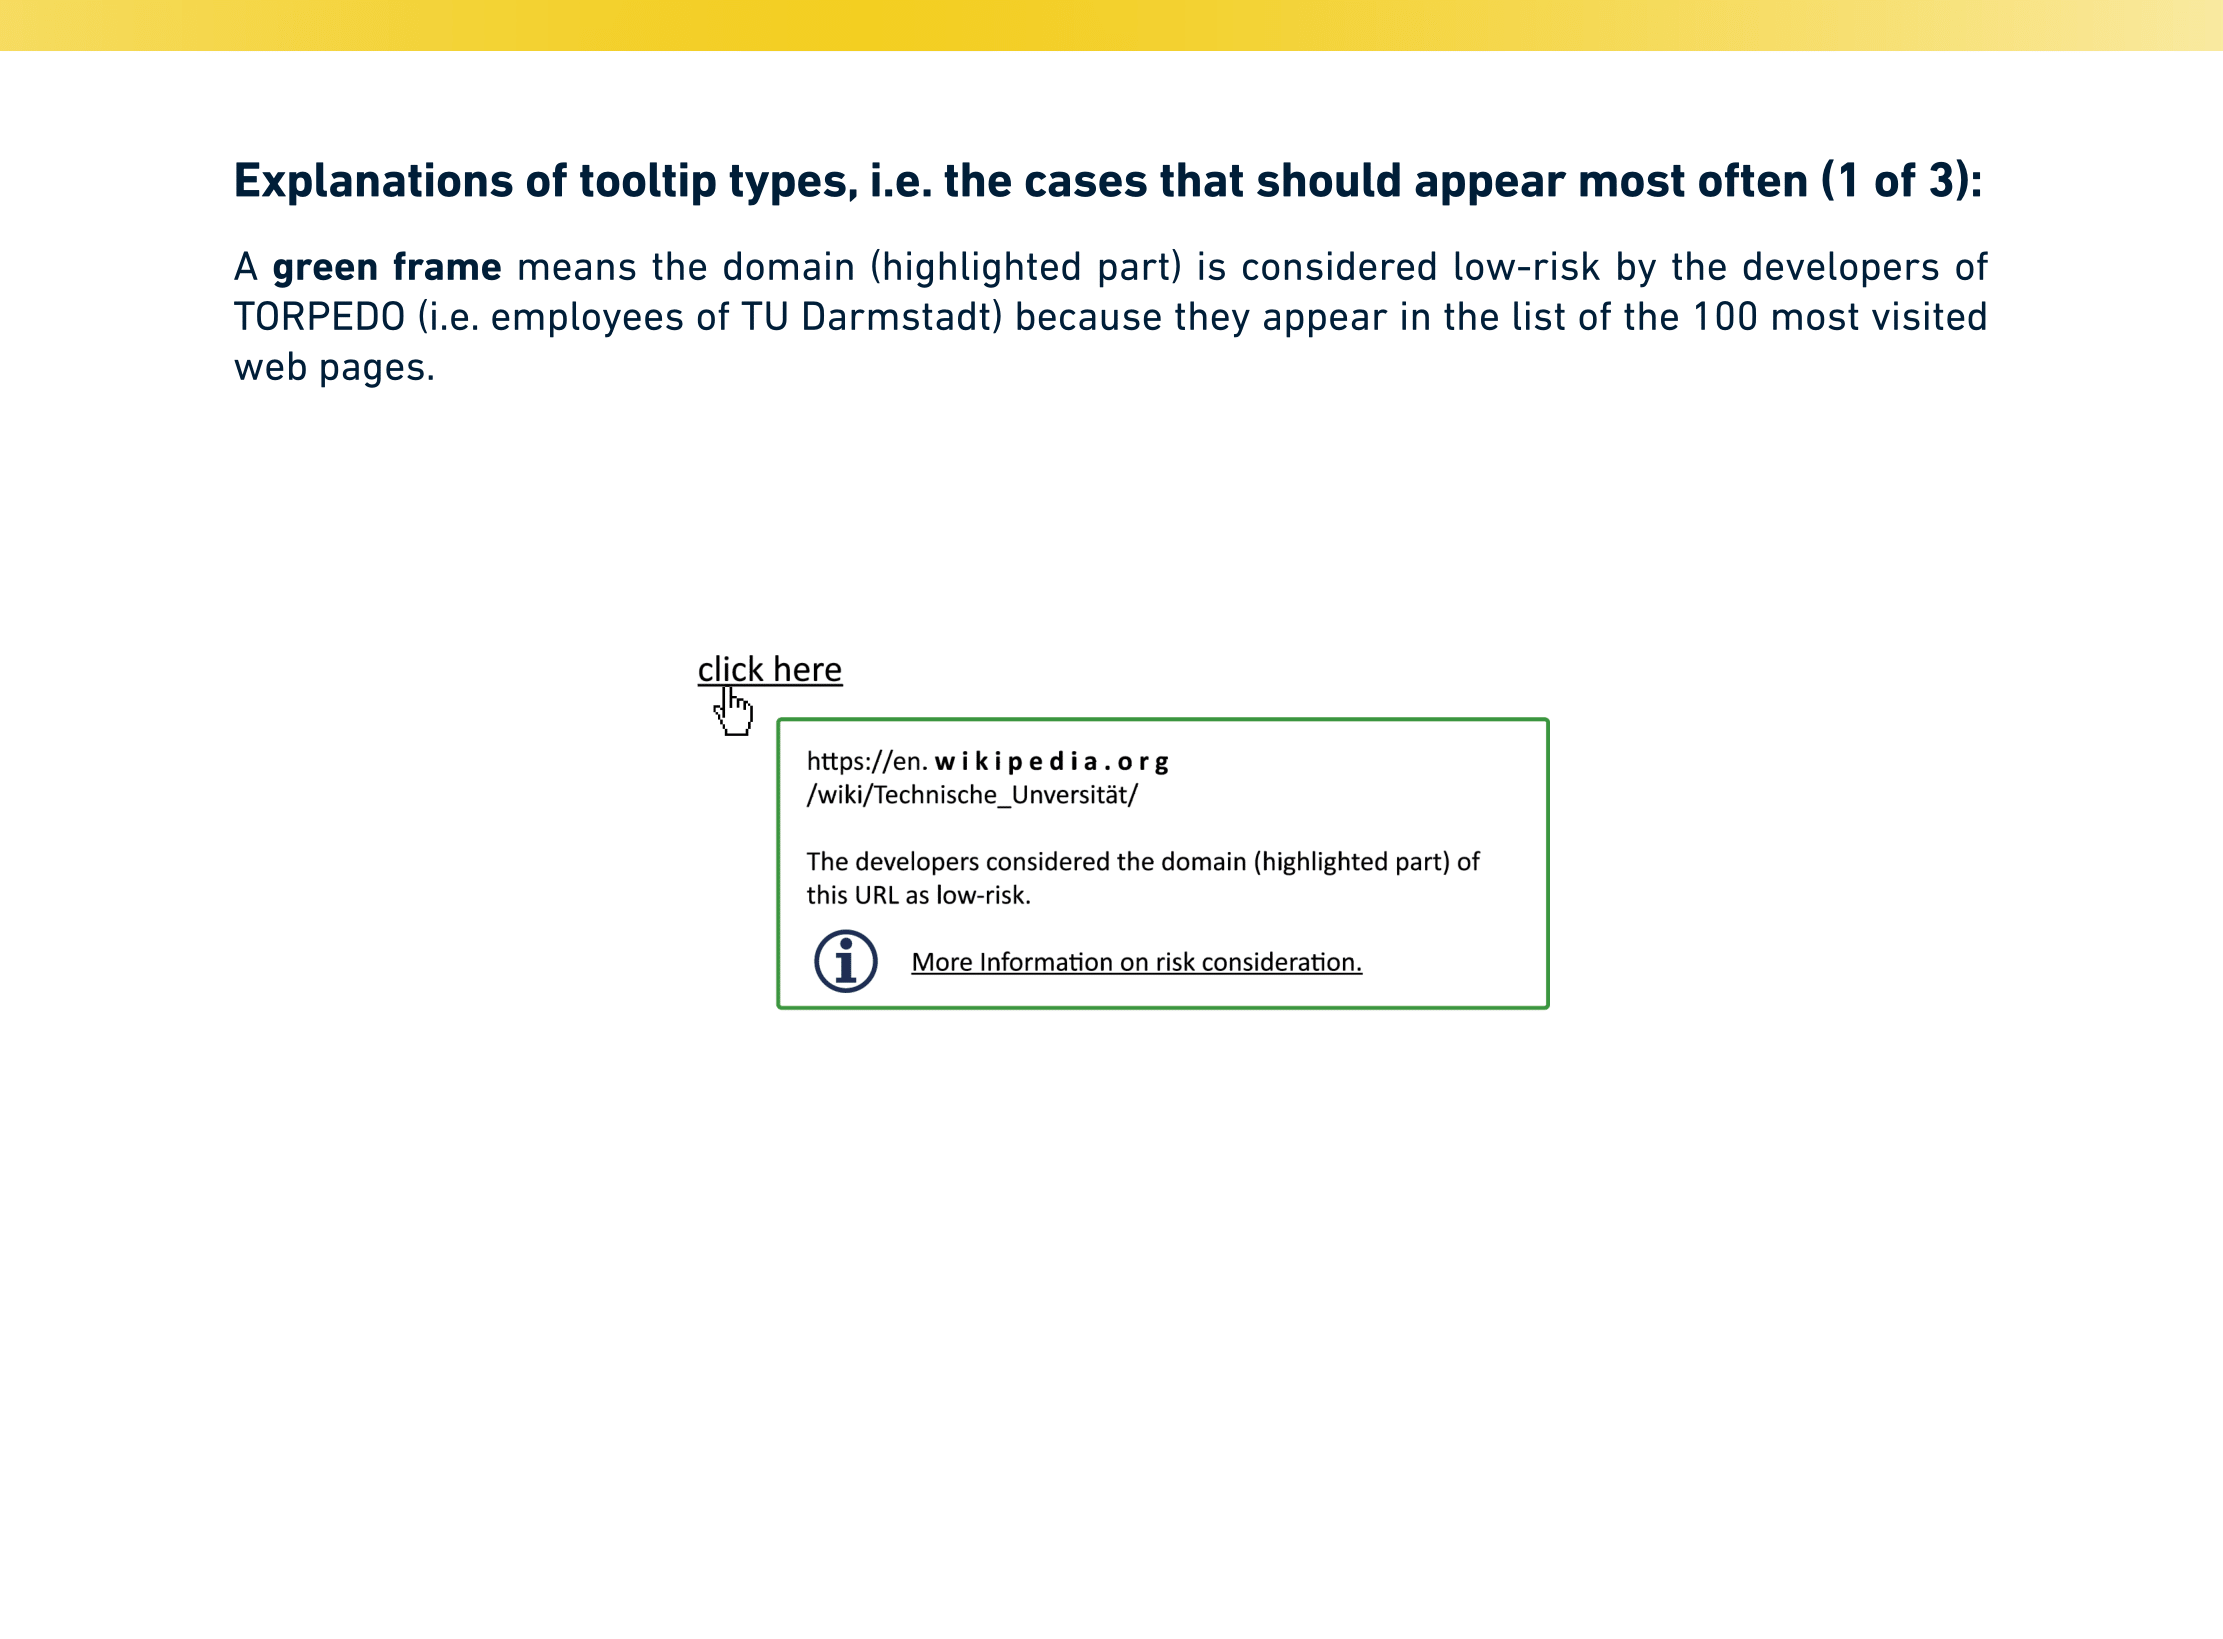 Explanations of tooltip types, i.e. the cases that should appear most often (1 of 3):
A green frame means the domain (highlighted part) is considered low-risk by the developers of
TORPEDO (i.e. employees of TU Darmstadt) because they appear in the list of the 100 most visited
web pages.
click here
https://en. wikipedia.org
/wiki/Technische_Unversität/
The developers considered the domain (highlighted part) of
this URL as low-risk.
More Information on risk consideration.